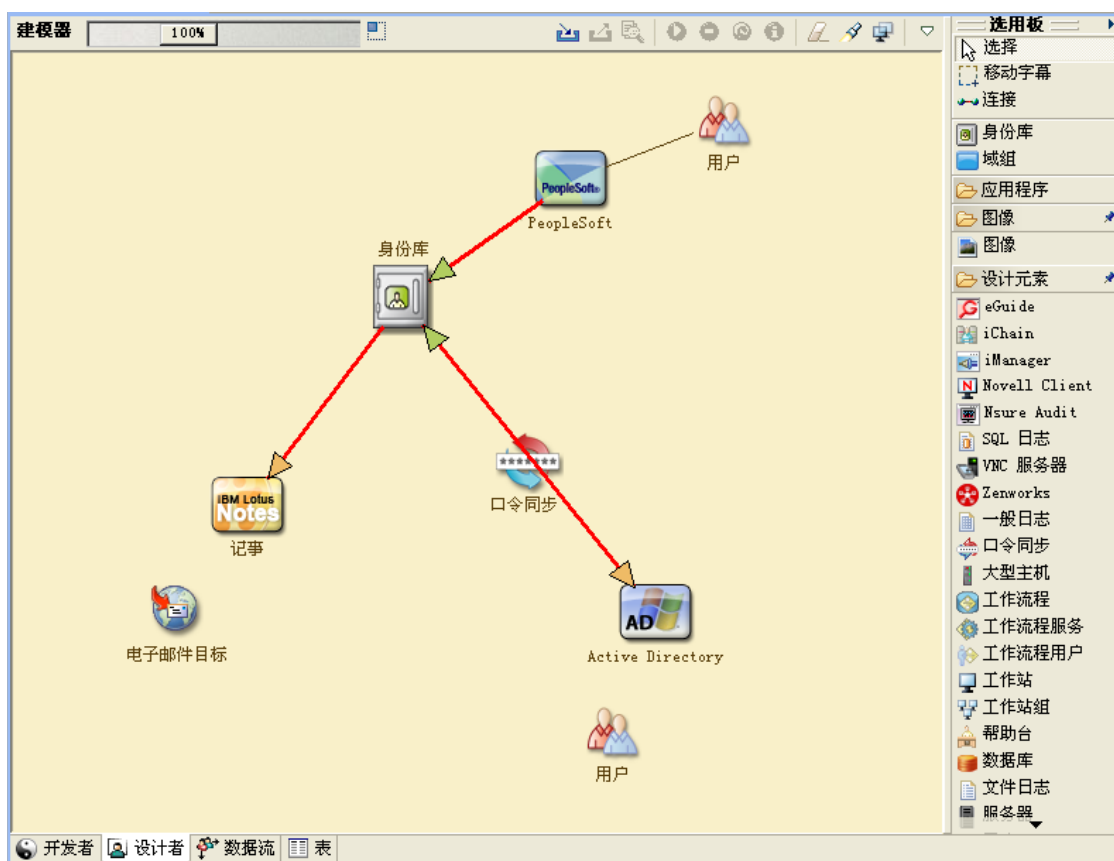 建模器
100%
用户
PeopleSoft®
PeopleSoft
身份库
口令同步
IBM Lotus
Notes
记事
电子邮件目标
AD
Active Directory
用户
开发者
设计者
数据流
表
选用板
选择
移动字幕
连接
身份库
域组
应用程序
图像
图像
设计元素
eGuide
iChain
iManager
Novell Client
Nsure Audit
SQL 日志
VNC 服务器
Zenworks
一般日志
口令同步
大型主机
工作流程
工作流程服务
工作流程用户
工作站
工作站组
帮助台
数据库
文件日志
服务器